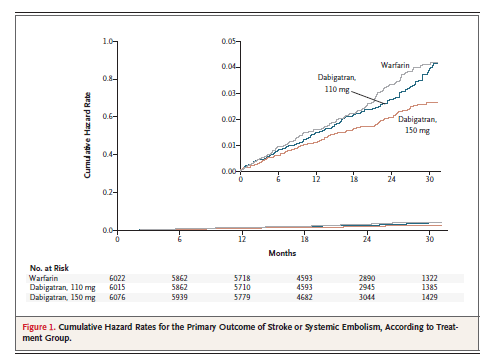 1.0
0.8
0.6
0.4
0.2
0.0
Cumulative Hazard Rate
0.05
0.04
0.03
0.02
0.01
0.00
0 6 12 18 24 30
Warfarin
Dabigatran,
110 mg
Dabigatran,
150 mg
0 6 12 18 24 30
Months
No. at Risk
Warfarin 6022 5862 5718 4593 2890 1322
Dabigatran, 110 mg 6015 5862 5710 4593 2945 1385
Dabigatran, 150 mg 6076 5939 5779 4682 3044 1429
Figure 1. Cumulative Hazard Rates for the Primary Outcome of Stroke or Systemic Embolism, According to Treat-
ment Group.